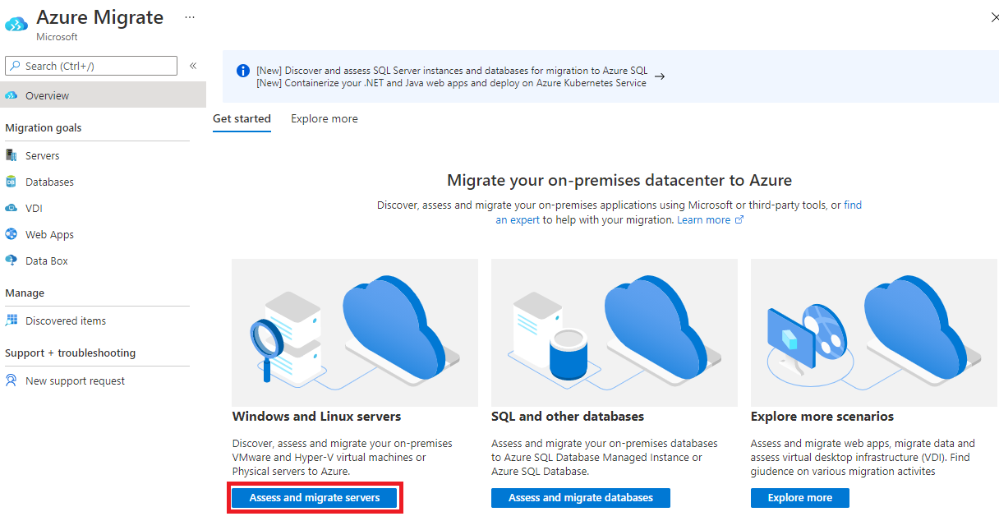 Azure Migrate ...
Microsoft
Search (Ctrl+/)
«
Overview
Migration goals
Servers
Databases
VDI
Web Apps
Data Box
Manage
Discovered items
Support + troubleshooting
New support request
[New] Discover and assess SQL Server instances and databases for migration to Azure SQL
[New] Containerize your .NET and Java web apps and deploy on Azure Kubernetes Service
Get started
Explore more
Migrate your on-premises datacenter to Azure
Discover, assess and migrate your on-premises applications using Microsoft or third-party tools, or find
an expert to help with your migration. Learn more
Windows and Linux servers
Discover, assess and migrate your on-premises
VMware and Hyper-V virtual machines or
Physical servers to Azure.
Assess and migrate servers
SQL and other databases
Assess and migrate your on-premises databases
to Azure SQL Database Managed Instance or
Azure SQL Database.
Assess and migrate databases
Explore more scenarios
Assess and migrate web apps, migrate data and
assess virtual desktop infrastructure (VDI). Find
giudence on various migration activites
Explore more